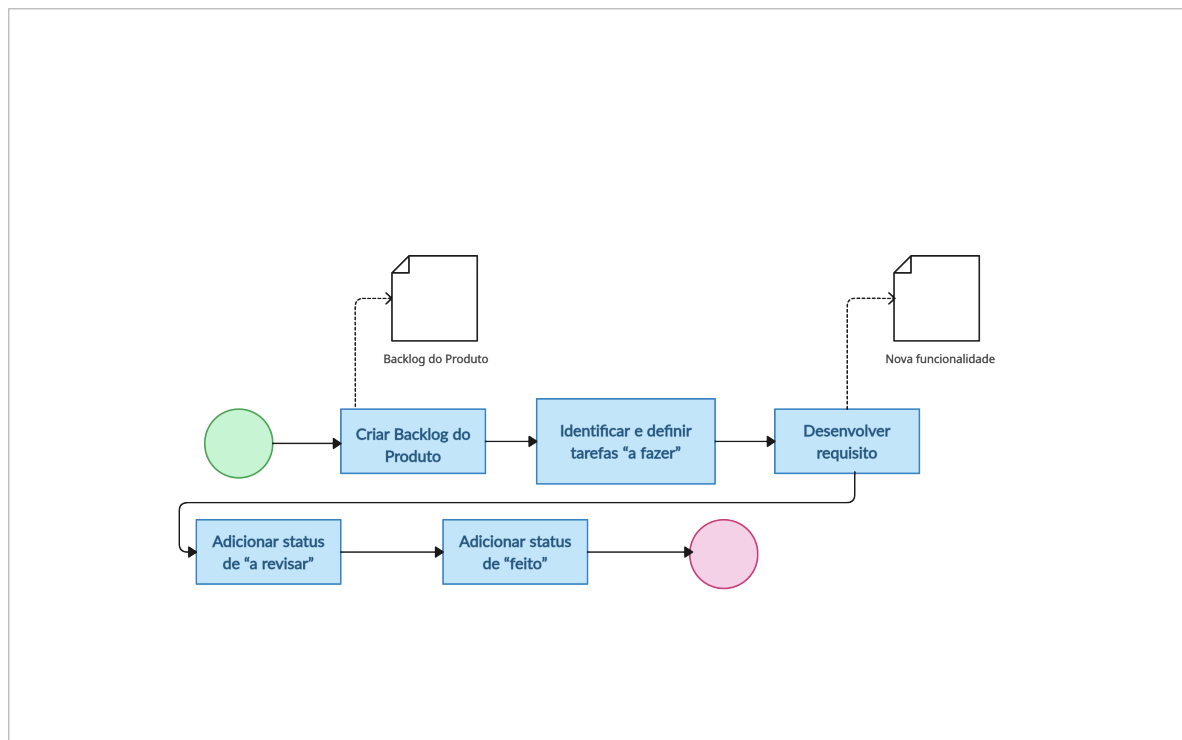 Backlog do Produto
Nova funcionalidade
Criar Backlog do
Produto
Identificar e definir
tarefas “a fazer”
Desenvolver
requisito
Adicionar status
de “a revisar”
Adicionar status
de “feito”